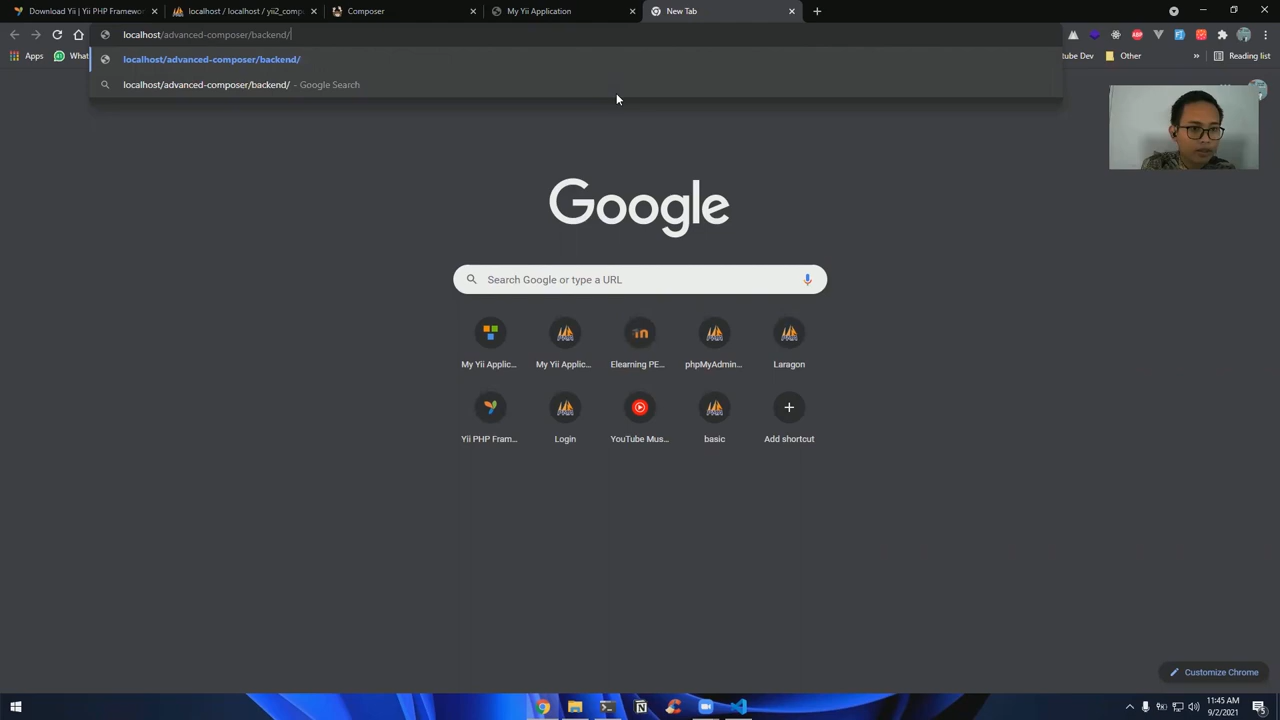 Download Yii | Yii PHP Framewo
localhost / localhost / yii2_comp
Composer
My Yii Application
New Tab
localhost/advanced-composer/backend/
Apps
What
Other
ube Dev
»
Reading list
localhost/advanced-composer/backend/
localhost/advanced-composer/backend/ - Google Search
Google
Search Google or type a URL
My Yii Applic...
My Yii Applic...
Elearning PE...
phpMyAdmin...
Laragon
Yii PHP Fram...
Login
YouTube Mus...
basic
Add shortcut
Customize Chrome
11:45 AM
9/2/2021